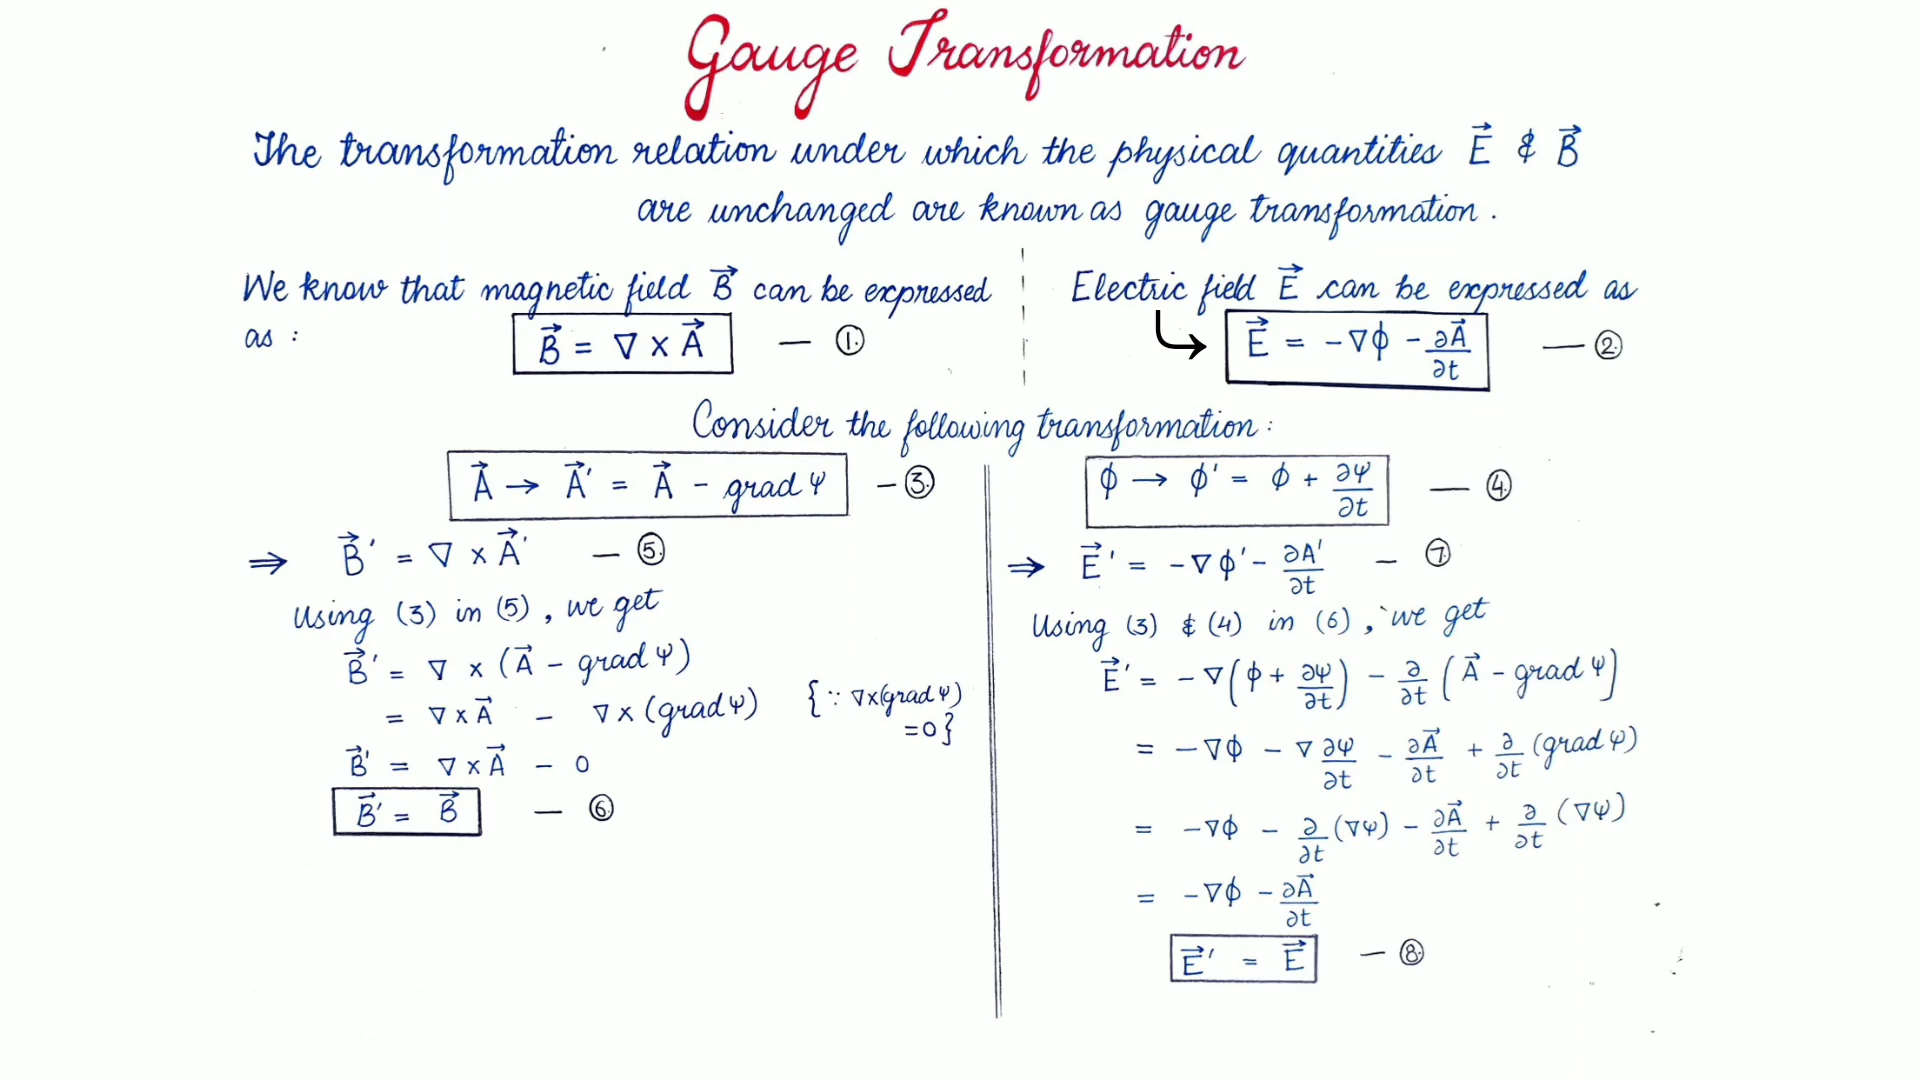 Gauge Transformation
The transformation relation under which the physical quantities E⃗ & B⃗
are unchanged are known as gauge transformation.
We know that magnetic field B⃗ can be expressed
as :
B⃗ = ∇ × A⃗ — ①
Electric field E⃗ can be expressed as
E⃗ = -∇ϕ - ∂A⃗/∂t — ②
Consider the following transformation:
A⃗ → A⃗' = A⃗ - grad ψ — ③
⇒ B⃗' = ∇ × A⃗' — ⑤
Using (3) in (5), we get
B⃗' = ∇ × (A⃗ - grad ψ)
= ∇ × A⃗ - ∇ × (grad ψ) {∵ ∇×(grad ψ)
=0}
B⃗' = ∇ × A⃗ - 0
B⃗' = B⃗ — ⑥
ϕ → ϕ' = ϕ + ∂ψ/∂t — ④
⇒ E⃗' = -∇ϕ' - ∂A'/∂t — ⑦
Using (3) & (4) in (6), we get
E⃗' = -∇(ϕ + ∂ψ/∂t) - ∂/∂t (A⃗ - grad ψ)
= -∇ϕ - ∇ ∂ψ/∂t - ∂A⃗/∂t + ∂/∂t (grad ψ)
= -∇ϕ - ∂/∂t (∇ψ) - ∂A⃗/∂t + ∂/∂t (∇ψ)
= -∇ϕ - ∂A⃗/∂t
E⃗' = E⃗ — ⑧